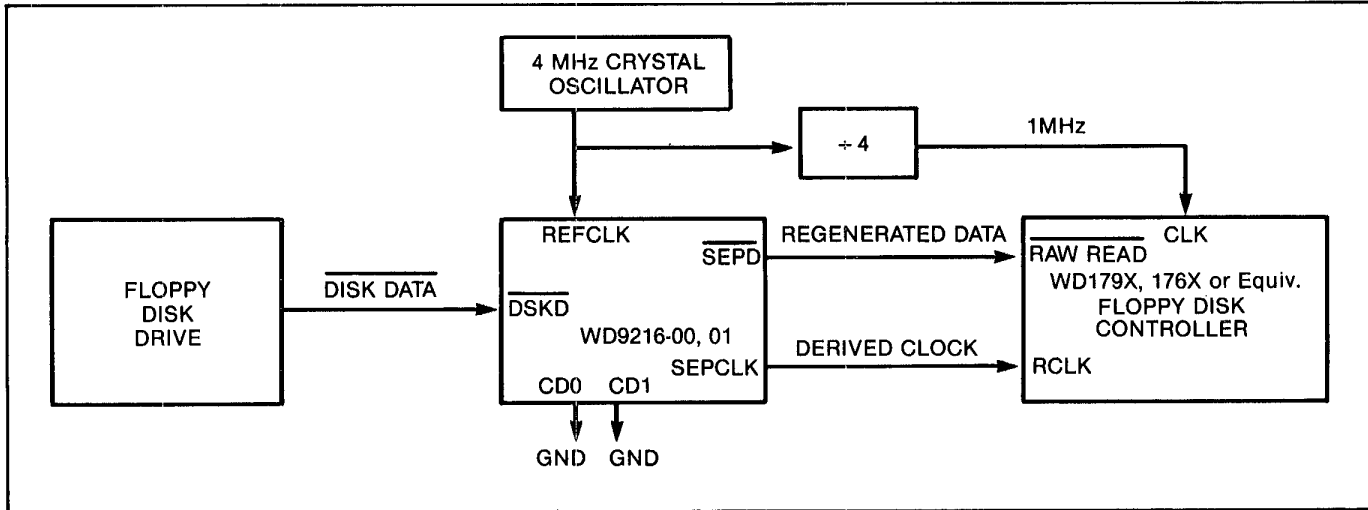 4 MHz CRYSTAL
OSCILLATOR
÷ 4
1MHz
FLOPPY
DISK
DRIVE
DISK DATA
REFCLK
SEPD
DSKD
WD9216-00, 01
SEPCLK
CD0 CD1
GND GND
REGENERATED DATA
DERIVED CLOCK
CLK
RAW READ
WD179X, 176X or Equiv.
FLOPPY DISK
CONTROLLER
RCLK